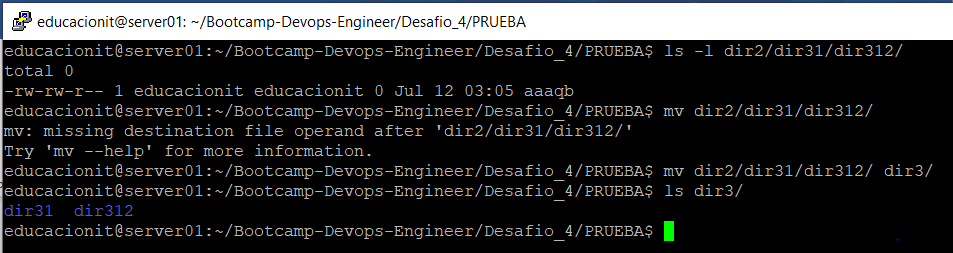 educacionit@server01: ~/Bootcamp-Devops-Engineer/Desafio_4/PRUEBA
educacionit@server01:~/Bootcamp-Devops-Engineer/Desafio_4/PRUEBA$ ls -l dir2/dir31/dir312/
total 0
-rw-rw-r-- 1 educacionit educacionit 0 Jul 12 03:05 aaaqb
educacionit@server01:~/Bootcamp-Devops-Engineer/Desafio_4/PRUEBA$ mv dir2/dir31/dir312/
mv: missing destination file operand after 'dir2/dir31/dir312/'
Try 'mv --help' for more information.
educacionit@server01:~/Bootcamp-Devops-Engineer/Desafio_4/PRUEBA$ mv dir2/dir31/dir312/ dir3/
educacionit@server01:~/Bootcamp-Devops-Engineer/Desafio_4/PRUEBA$ ls dir3/
dir31  dir312
educacionit@server01:~/Bootcamp-Devops-Engineer/Desafio_4/PRUEBA$